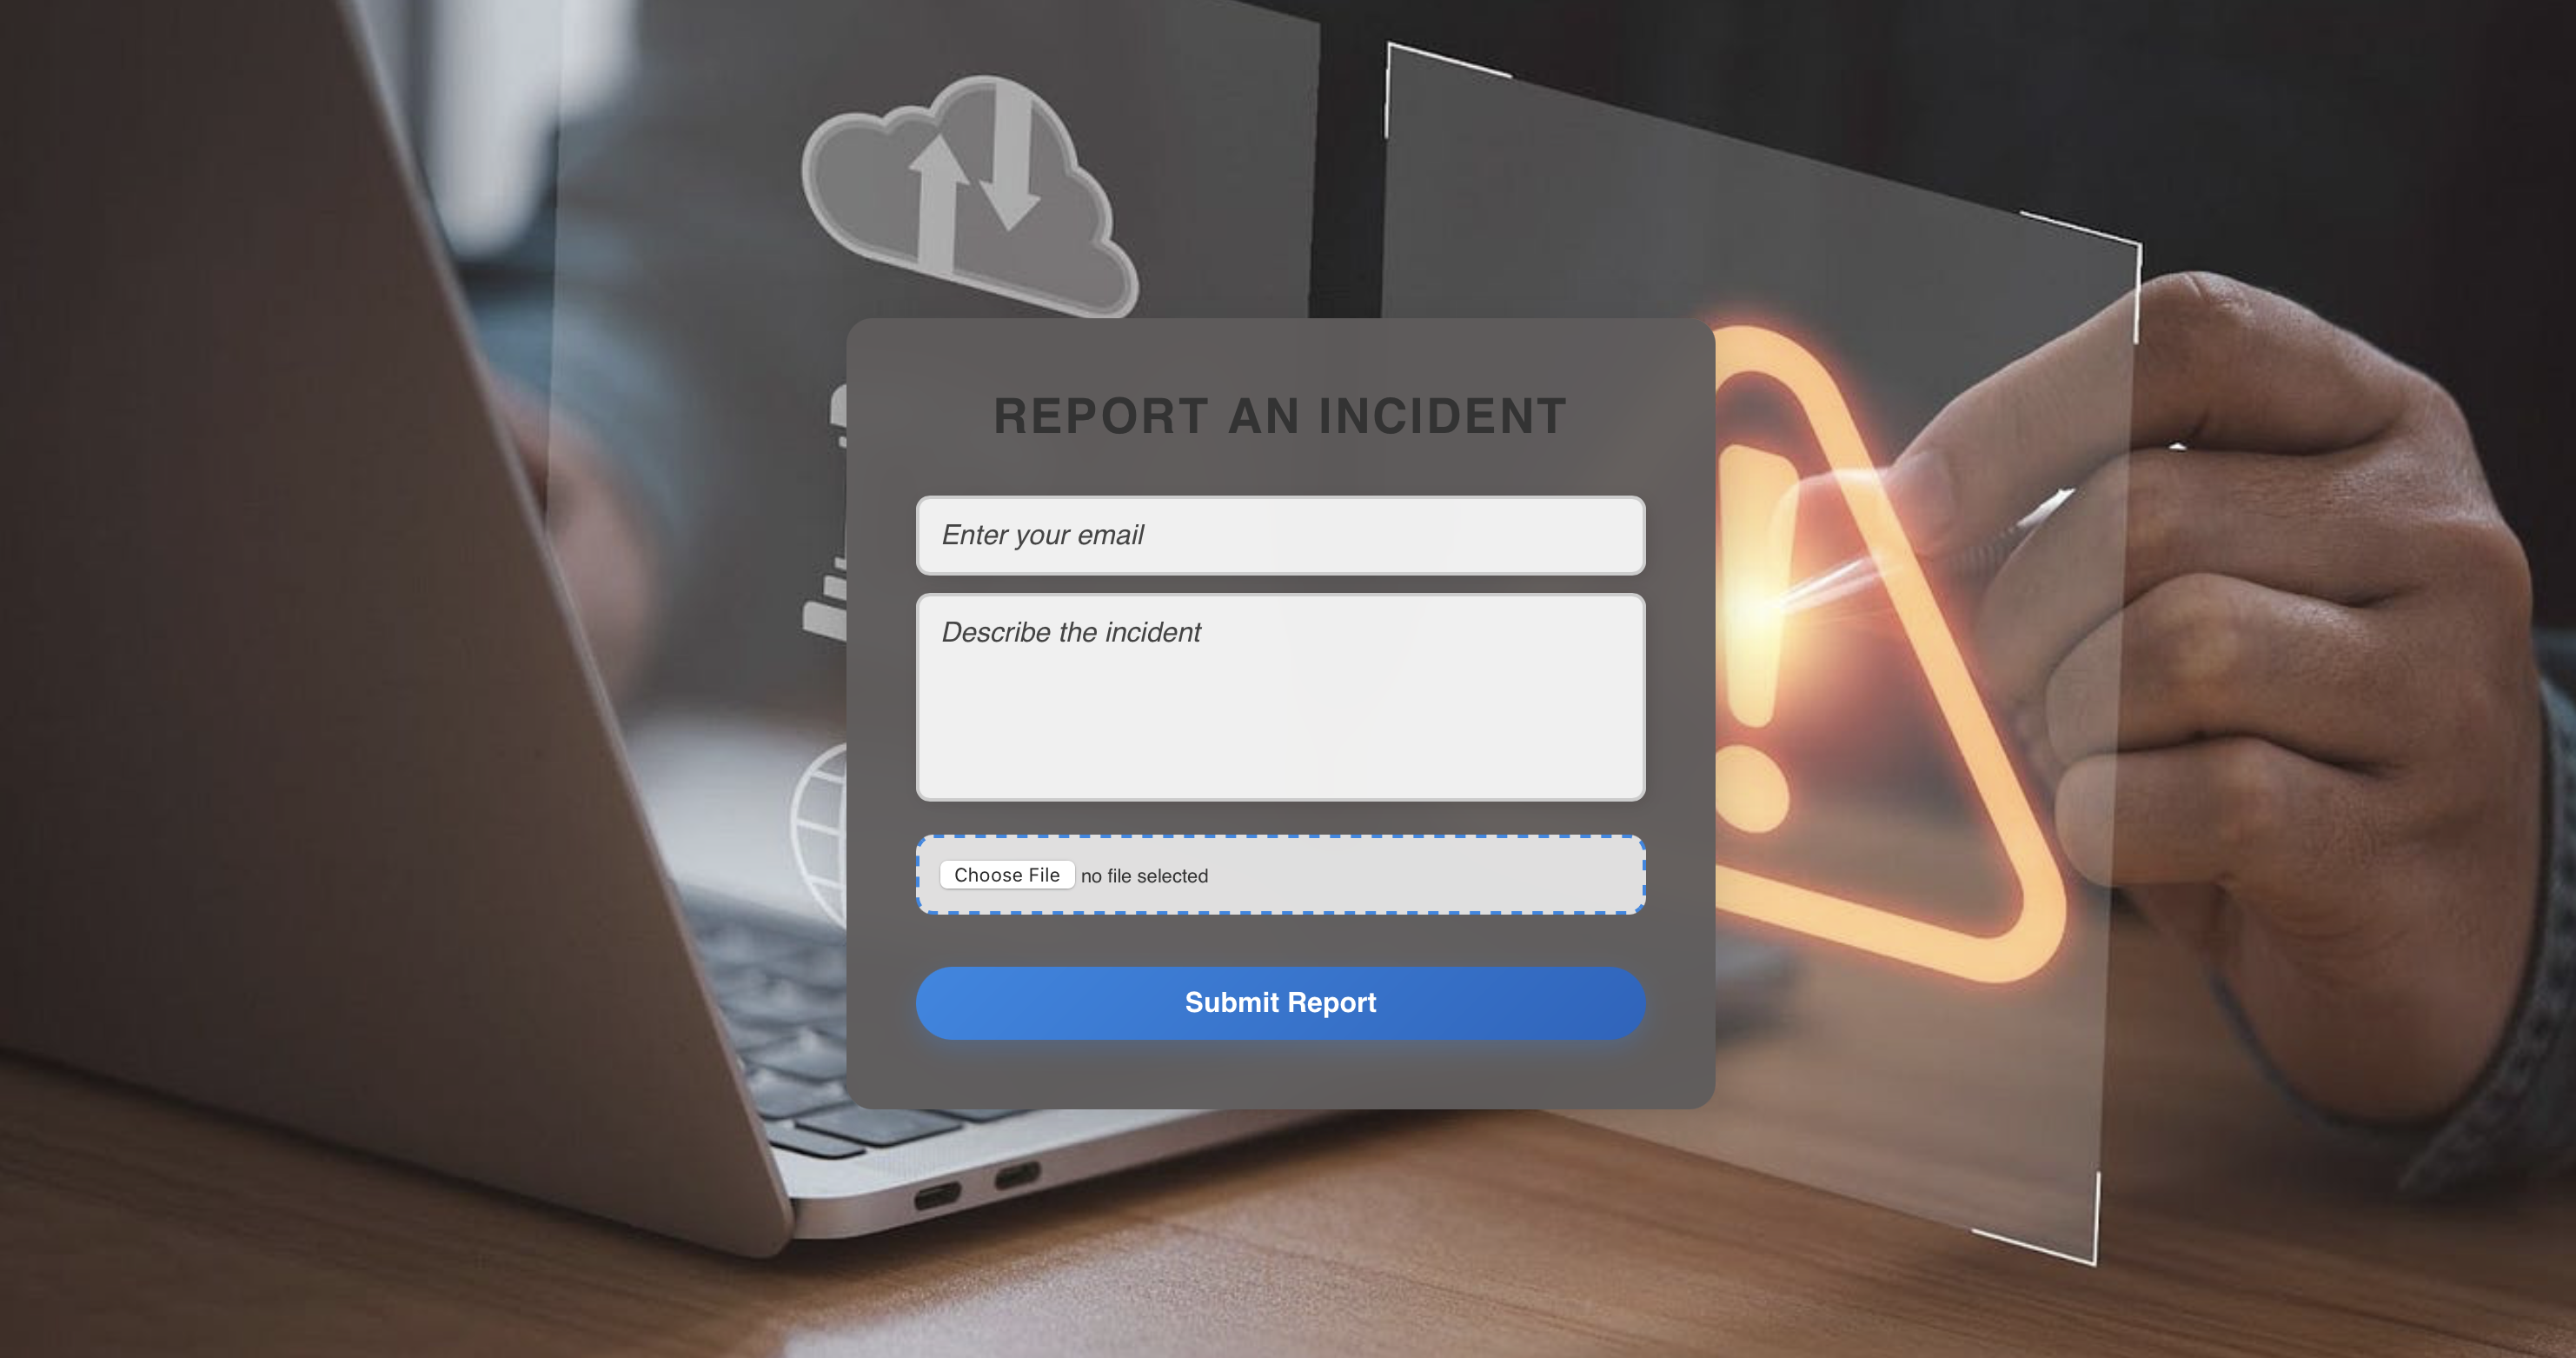 REPORT AN INCIDENT
Enter your email
Describe the incident
Choose File no file selected
Submit Report